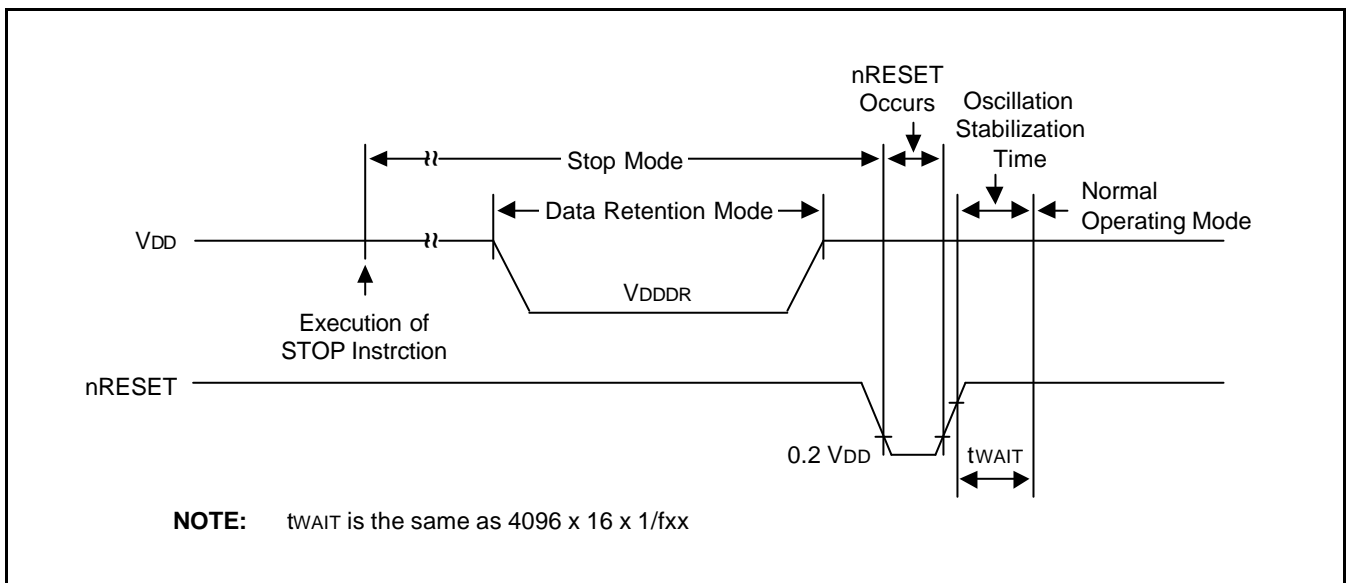 nRESET
Occurs
Oscillation
Stabilization
Time
Stop Mode
Normal
Operating Mode
Data Retention Mode
VDD
VDDDR
Execution of
STOP Instrction
nRESET
0.2 VDD
tWAIT
NOTE: tWAIT is the same as 4096 x 16 x 1/fxx